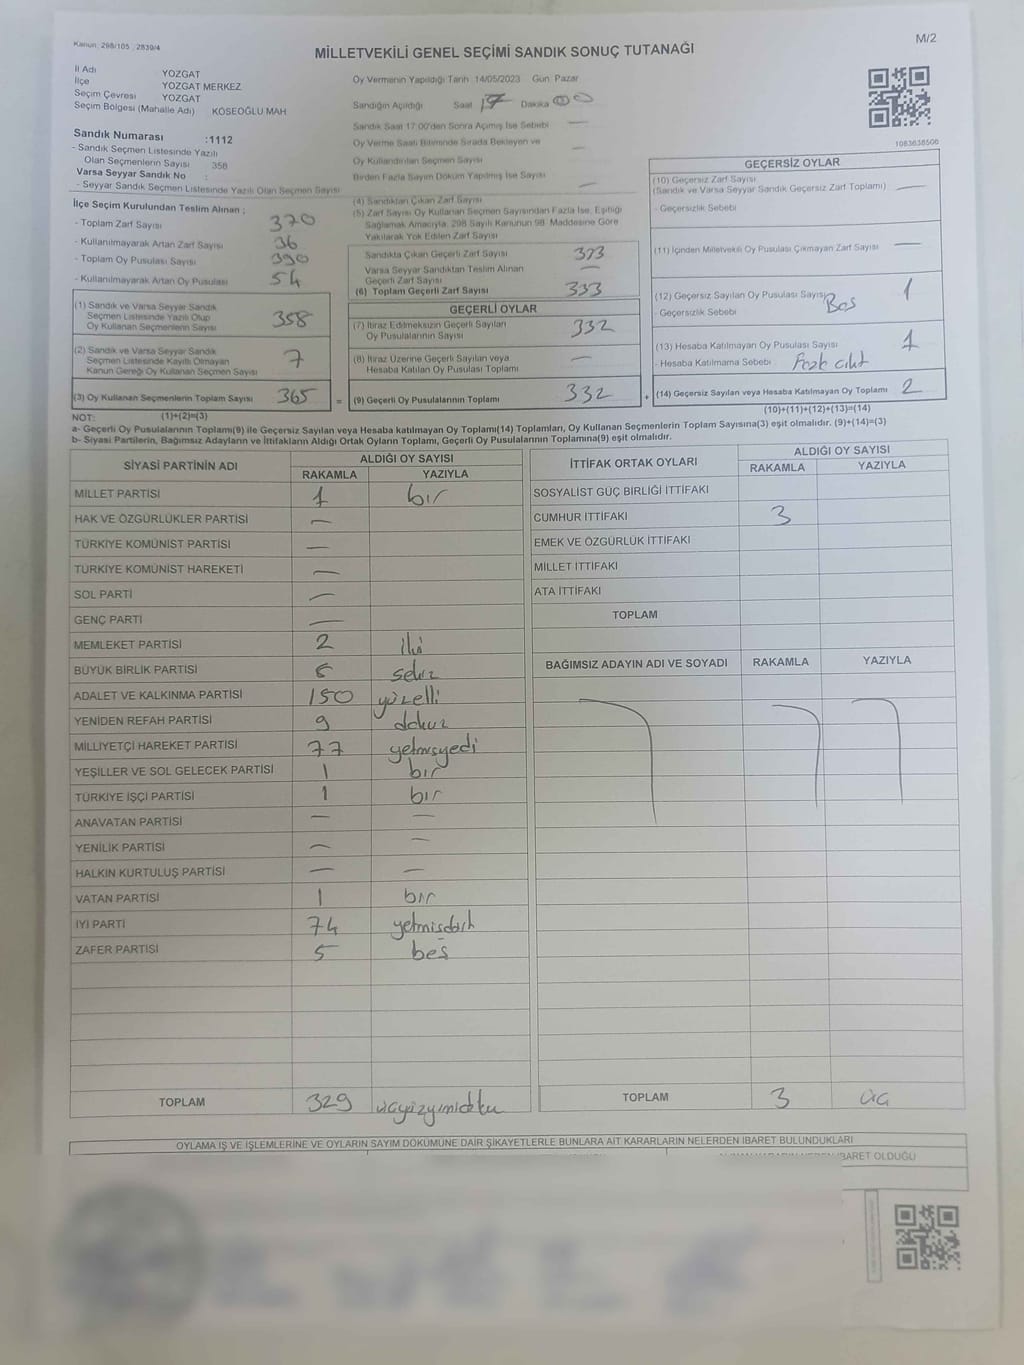 Kanun: 298/105 , 2839/4
M/2
MİLLETVEKİLİ GENEL SEÇİMİ SANDIK SONUÇ TUTANAĞI
İl Adı YOZGAT
İlçe YOZGAT MERKEZ
Seçim Çevresi YOZGAT
Seçim Bölgesi (Mahalle Adı) KÖSEOĞLU MAH
Sandık Numarası :1112
- Sandık Seçmen Listesinde Yazılı
Olan Seçmenlerin Sayısı 358
Varsa Seyyar Sandık No :
- Seyyar Sandık Seçmen Listesinde Yazılı Olan Seçmen Sayısı
Oy Vermenin Yapıldığı Tarih 14/05/2023 Gün Pazar
Sandığın Açıldığı Saat 17 Dakika 00
Sandık Saat 17:00'den Sonra Açılmış İse Sebebi —
Oy Verme Saati Bitiminde Sırada Bekleyen ve
Oy Kullandırılan Seçmen Sayısı —
Birden Fazla Sayım Döküm Yapılmış İse Sayısı —
1083638500
İlçe Seçim Kurulundan Teslim Alınan ;
- Toplam Zarf Sayısı 370
- Kullanılmayarak Artan Zarf Sayısı 36
- Toplam Oy Pusulası Sayısı 390
- Kullanılmayarak Artan Oy Pusulası 54
(1) Sandık ve Varsa Seyyar Sandık
Seçmen Listesinde Yazılı Olup
Oy Kullanan Seçmenlerin Sayısı 358
(2) Sandık ve Varsa Seyyar Sandık
Seçmen Listesinde Kayıtlı Olmayan
Kanun Gereği Oy Kullanan Seçmen Sayısı 7
(3) Oy Kullanan Seçmenlerin Toplam Sayısı 365 =
(4) Sandıktan Çıkan Zarf Sayısı
(5) Zarf Sayısı Oy Kullanan Seçmen Sayısından Fazla İse, Eşitliği
Sağlamak Amacıyla, 298 Sayılı Kanunun 98. Maddesine Göre
Yakılarak Yok Edilen Zarf Sayısı
Sandıkta Çıkan Geçerli Zarf Sayısı
Varsa Seyyar Sandıktan Teslim Alınan
Geçerli Zarf Sayısı —
(6) Toplam Geçerli Zarf Sayısı 333
GEÇERLİ OYLAR
(7) İtiraz Edilmeksizin Geçerli Sayılan
Oy Pusulalarının Sayısı 332
(8) İtiraz Üzerine Geçerli Sayılan veya
Hesaba Katılan Oy Pusulası Toplamı —
(9) Geçerli Oy Pusulalarının Toplamı 332 +
GEÇERSİZ OYLAR
(10) Geçersiz Zarf Sayısı
(Sandık ve Varsa Seyyar Sandık Geçersiz Zarf Toplamı) —
- Geçersizlik Sebebi
(11) İçinden Milletvekili Oy Pusulası Çıkmayan Zarf Sayısı —
(12) Geçersiz Sayılan Oy Pusulası Sayısı 1
- Geçersizlik Sebebi Boş
(13) Hesaba Katılmayan Oy Pusulası Sayısı 1
- Hesaba Katılmama Sebebi
(14) Geçersiz Sayılan veya Hesaba Katılmayan Oy Toplamı 2
(10)+(11)+(12)+(13)=(14)
NOT: (1)+(2)=(3)
a- Geçerli Oy Pusulalarının Toplamı(9) ile Geçersiz Sayılan veya Hesaba katılmayan Oy Toplamı(14) Toplamları, Oy Kullanan Seçmenlerin Toplam Sayısına(3) eşit olmalıdır. (9)+(14)=(3)
b- Siyasi Partilerin, Bağımsız Adayların ve İttifakların Aldığı Ortak Oyların Toplamı, Geçerli Oy Pusulalarının Toplamına(9) eşit olmalıdır.
SİYASİ PARTİNİN ADI ALDIĞI OY SAYISI
RAKAMLA YAZIYLA
MİLLET PARTİSİ 1 bir
HAK VE ÖZGÜRLÜKLER PARTİSİ —
TÜRKİYE KOMÜNİST PARTİSİ —
TÜRKİYE KOMÜNİST HAREKETİ —
SOL PARTİ —
GENÇ PARTİ —
MEMLEKET PARTİSİ 2 iki
BÜYÜK BİRLİK PARTİSİ 8 sekiz
ADALET VE KALKINMA PARTİSİ 150 yüzelli
YENİDEN REFAH PARTİSİ 9 dokuz
MİLLİYETÇİ HAREKET PARTİSİ 77 yetmişyedi
YEŞİLLER VE SOL GELECEK PARTİSİ 1 bir
TÜRKİYE İŞÇİ PARTİSİ 1 bir
ANAVATAN PARTİSİ — —
YENİLİK PARTİSİ — —
HALKIN KURTULUŞ PARTİSİ — —
VATAN PARTİSİ 1 bir
İYİ PARTİ 74 yetmişdört
ZAFER PARTİSİ 5 beş
TOPLAM 329 üçyüzyirmidokuz
İTTİFAK ORTAK OYLARI ALDIĞI OY SAYISI
RAKAMLA YAZIYLA
SOSYALİST GÜÇ BİRLİĞİ İTTİFAKI
CUMHUR İTTİFAKI 3
EMEK VE ÖZGÜRLÜK İTTİFAKI
MİLLET İTTİFAKI
ATA İTTİFAKI
TOPLAM
BAĞIMSIZ ADAYIN ADI VE SOYADI RAKAMLA YAZIYLA
TOPLAM 3 üç
OYLAMA İŞ VE İŞLEMLERİNE VE OYLARIN SAYIM DÖKÜMÜNE DAİR ŞİKAYETLERLE BUNLARA AİT KARARLARIN NELERDEN İBARET BULUNDUKLARI
İBARET OLDUĞU